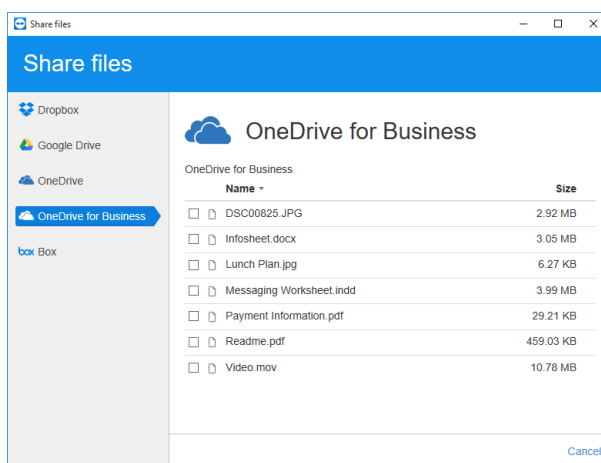 Share files
Share files
Dropbox
Google Drive
OneDrive
OneDrive for Business
box Box
OneDrive for Business
OneDrive for Business
Name Size
DSC00825.JPG 2.92 MB
Infosheet.docx 3.05 MB
Lunch Plan.jpg 6.27 KB
Messaging Worksheet.indd 3.99 MB
Payment Information.pdf 29.21 KB
Readme.pdf 459.03 KB
Video.mov 10.78 MB
Cancel